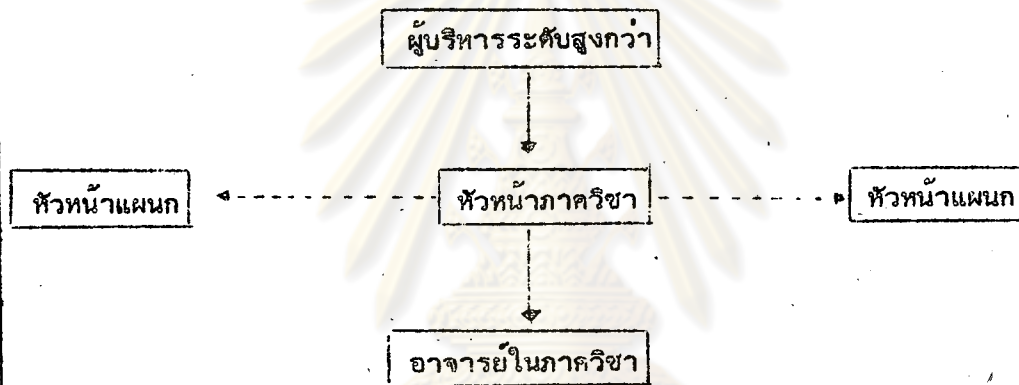 ผู้บริหารระดับสูงกว่า
หัวหน้าแผนก หัวหน้าภาควิชา หัวหน้าแผนก
อาจารย์ในภาควิชา